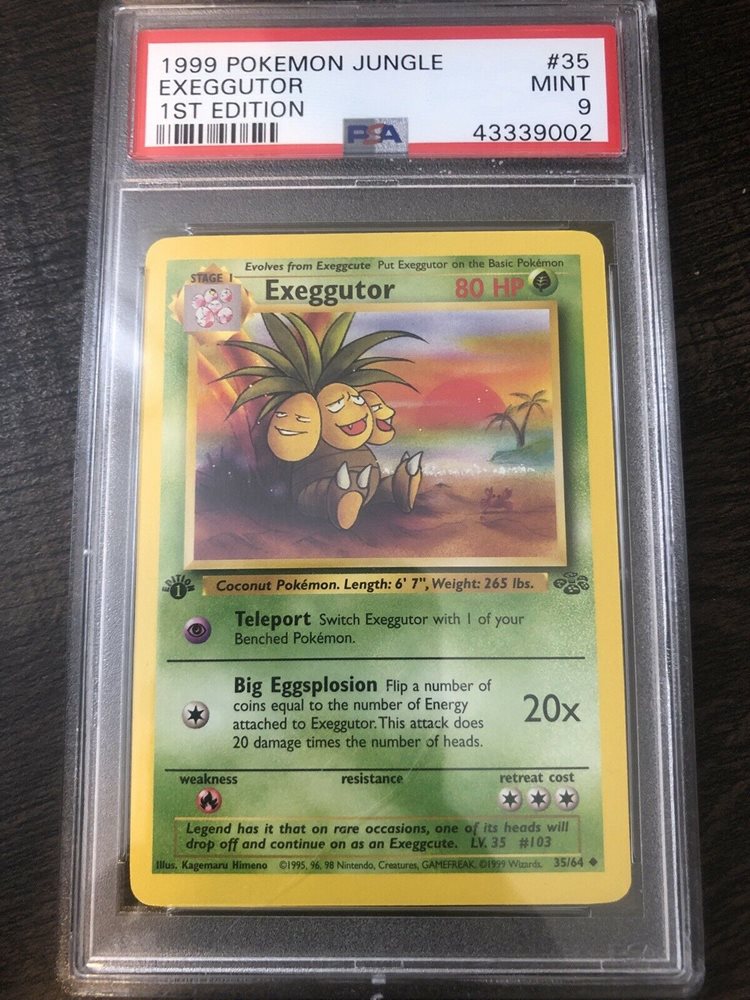 1999 POKEMON JUNGLE #35
EXEGGUTOR MINT
1ST EDITION 9
PSA 43339002
Evolves from Exeggcute Put Exeggutor on the Basic Pokémon
STAGE 1
Exeggutor 80 HP
EDITION 1
Coconut Pokémon. Length: 6' 7", Weight: 265 lbs.
Teleport Switch Exeggutor with 1 of your
Benched Pokémon.
Big Eggsplosion Flip a number of
coins equal to the number of Energy
attached to Exeggutor. This attack does
20 damage times the number of heads.
20x
weakness resistance retreat cost
Legend has it that on rare occasions, one of its heads will
drop off and continue on as an Exeggcute. LV. 35 #103
Illus. Kagemaru Himeno ©1995, 96, 98 Nintendo, Creatures, GAMEFREAK. ©1999 Wizards. 35/64